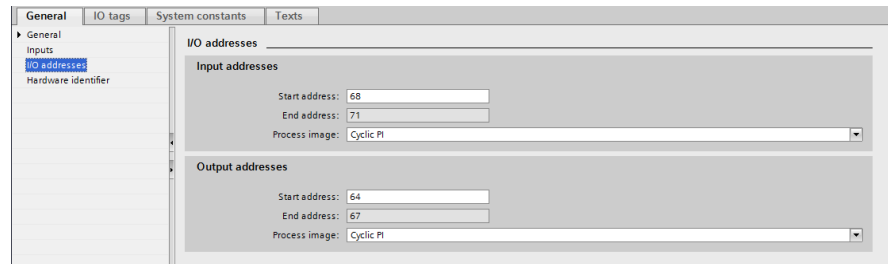 General IO tags System constants Texts
General
Inputs
I/O addresses
Hardware identifier
I/O addresses
Input addresses
Start address: 68
End address: 71
Process image: Cyclic PI
Output addresses
Start address: 64
End address: 67
Process image: Cyclic PI